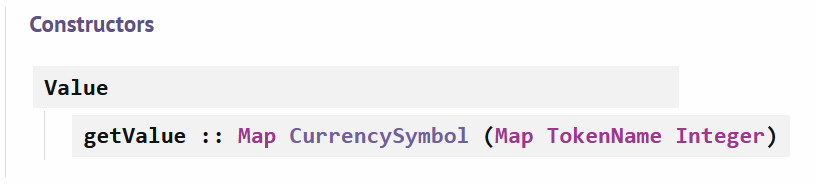 Constructors
Value
getValue :: Map CurrencySymbol (Map TokenName Integer)